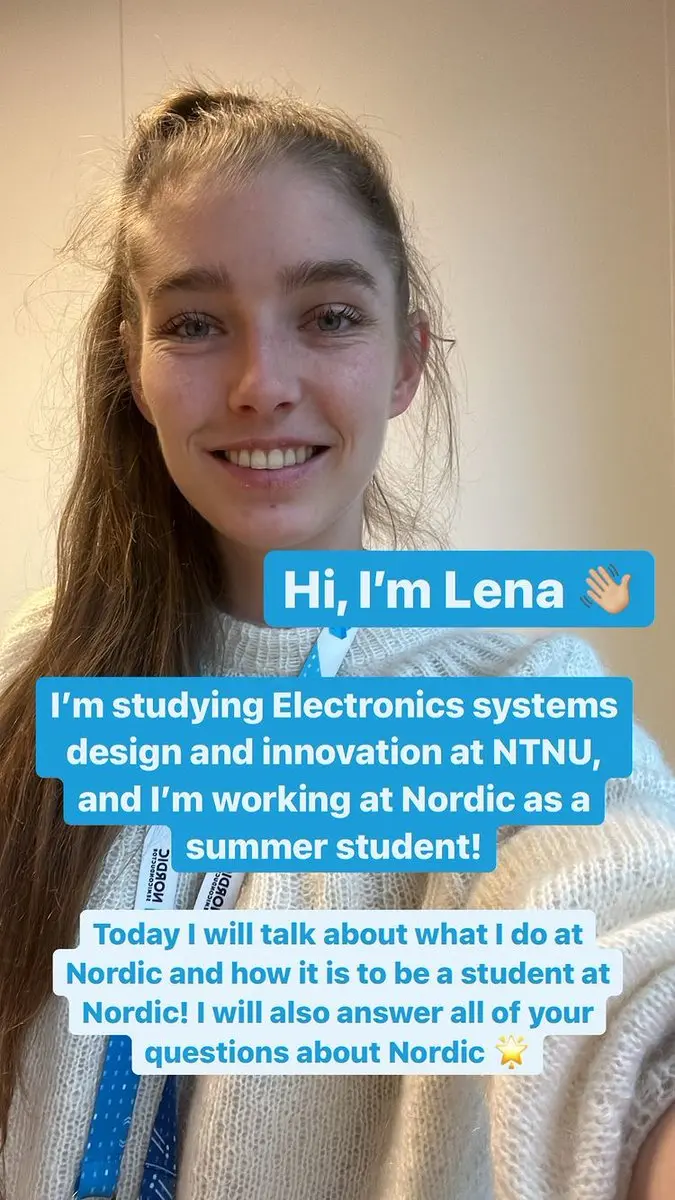 Hi, I'm Lena 👋🏼
I'm studying Electronics systems
design and innovation at NTNU,
and I'm working at Nordic as a
summer student!
NORDIC
SEMICONDUCTOR
NORDIC
Today I will talk about what I do at
Nordic and how it is to be a student at
Nordic! I will also answer all of your
questions about Nordic 🌟